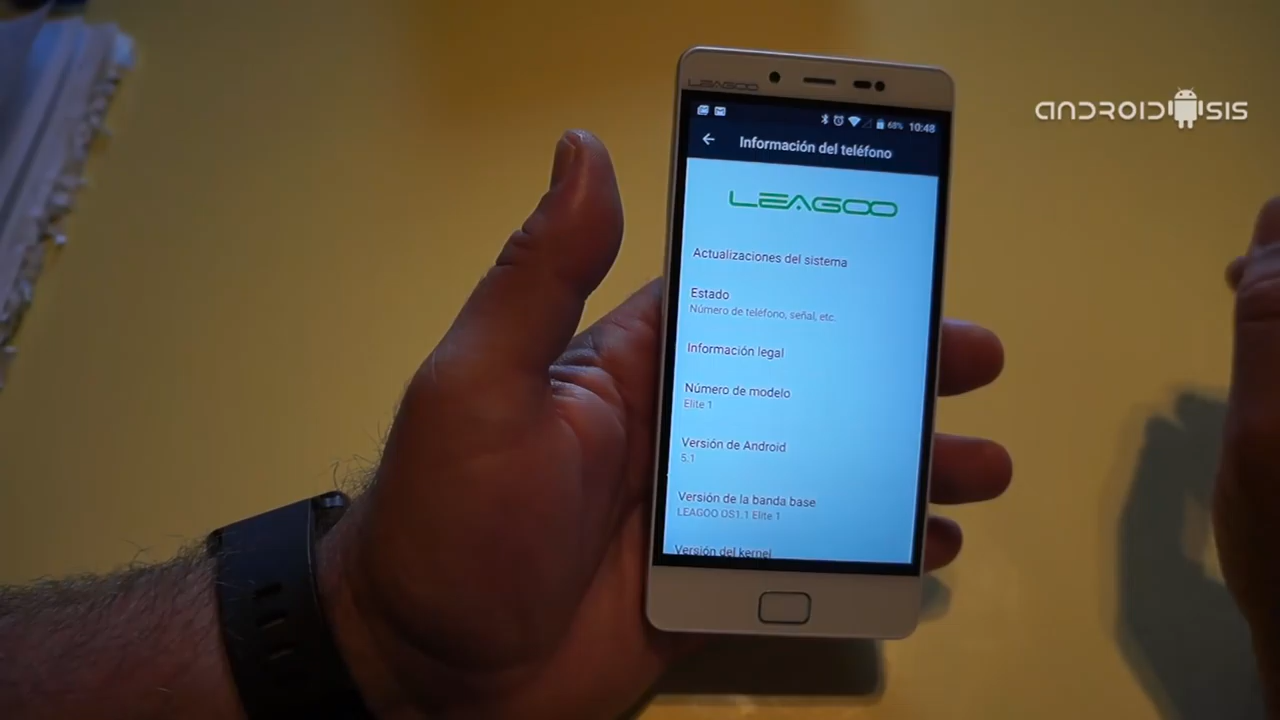 ANDROIDSIS
LEAGOO
68% 10:48
Información del teléfono
LEAGOO
Actualizaciones del sistema
Estado
Número de teléfono, señal, etc.
Información legal
Número de modelo
Elite 1
Versión de Android
5.1
Versión de la banda base
LEAGOO DS1.1 Elite 1
Versión del kernel